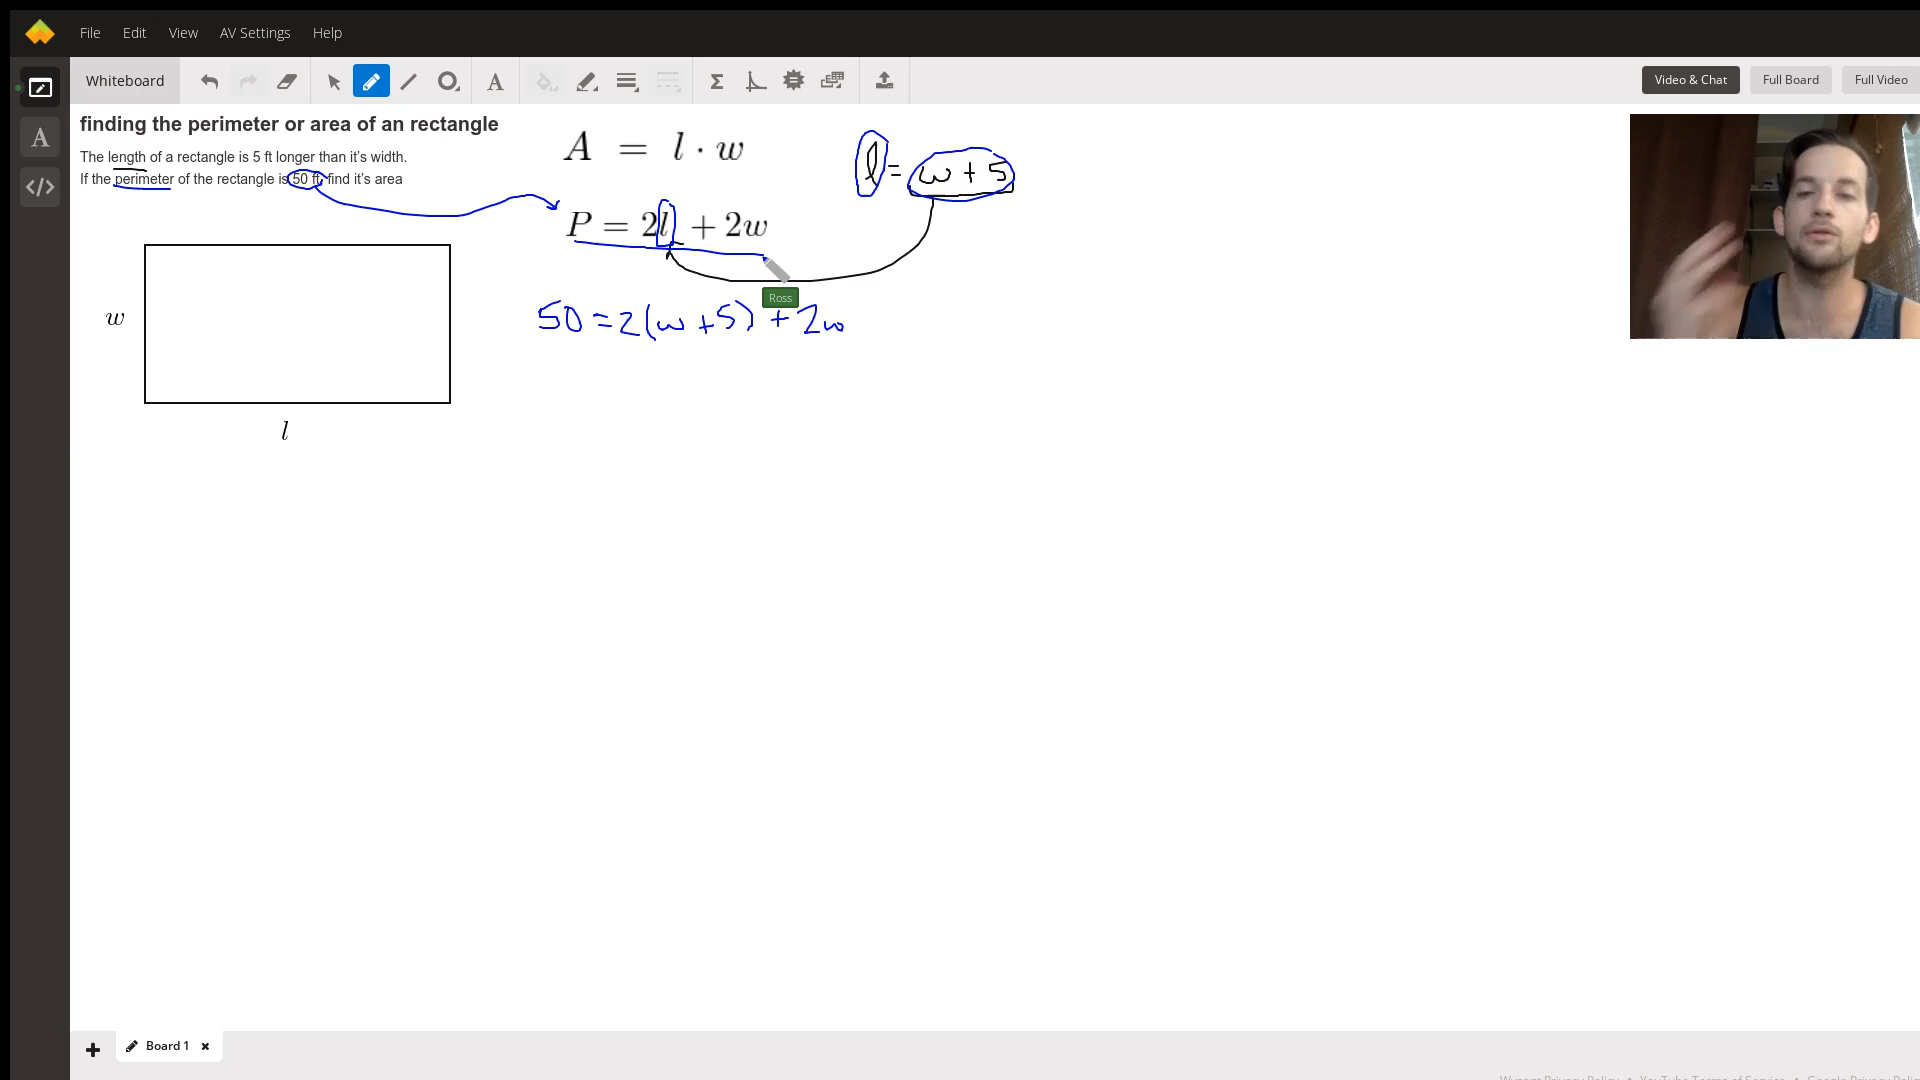 File Edit View AV Settings Help
Whiteboard A Σ Video & Chat Full Board Full Video
A
</>
finding the perimeter or area of an rectangle
The length of a rectangle is 5 ft longer than it's width.
If the perimeter of the rectangle is 50 ft, find it's area
A = l · w
l = w + 5
P = 2l + 2w
Ross
50 = 2(w + 5) + 2w
w
l
Board 1